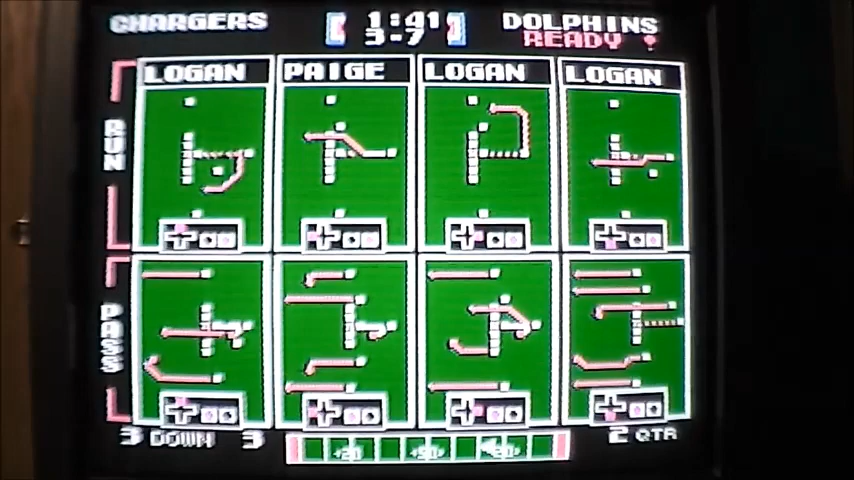 CHARGERS 1:41 DOLPHINS
3-7 READY
LOGAN PAIGE LOGAN LOGAN
RUN
PASS
3 DOWN 3 2 QTR